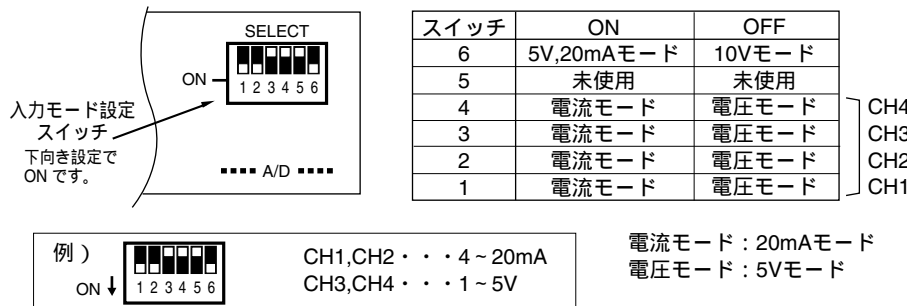 SELECT
ON
1 2 3 4 5 6
入力モード設定
スイッチ
下向き設定で
ON です。
A/D
スイッチ ON OFF
6 5V,20mAモード 10Vモード
5 未使用 未使用
4 電流モード 電圧モード CH4
3 電流モード 電圧モード CH3
2 電流モード 電圧モード CH2
1 電流モード 電圧モード CH1
例）
ON↓ 1 2 3 4 5 6
CH1,CH2・・・4~20mA
CH3,CH4・・・1~5V
電流モード：20mAモード
電圧モード：5Vモード